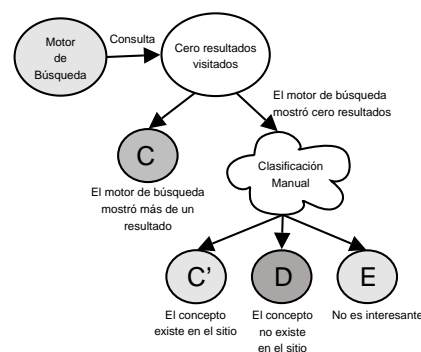 Motor
de
Búsqueda
Consulta
Cero resultados
visitados
El motor de búsqueda
mostró cero resultados
C
El motor de búsqueda
mostró más de un
resultado
Clasificación
Manual
C'
El concepto
existe en el sitio
D
El concepto
no existe
en el sitio
E
No es interesante